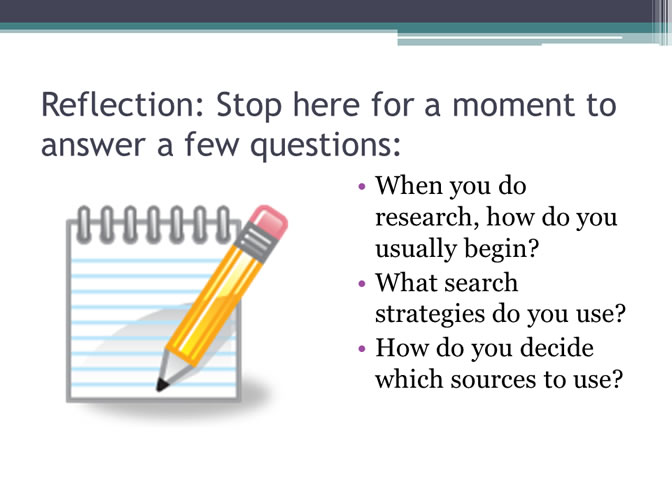 Reflection: Stop here for a moment to
answer a few questions:
• When you do
research, how do you
usually begin?
• What search
strategies do you use?
• How do you decide
which sources to use?